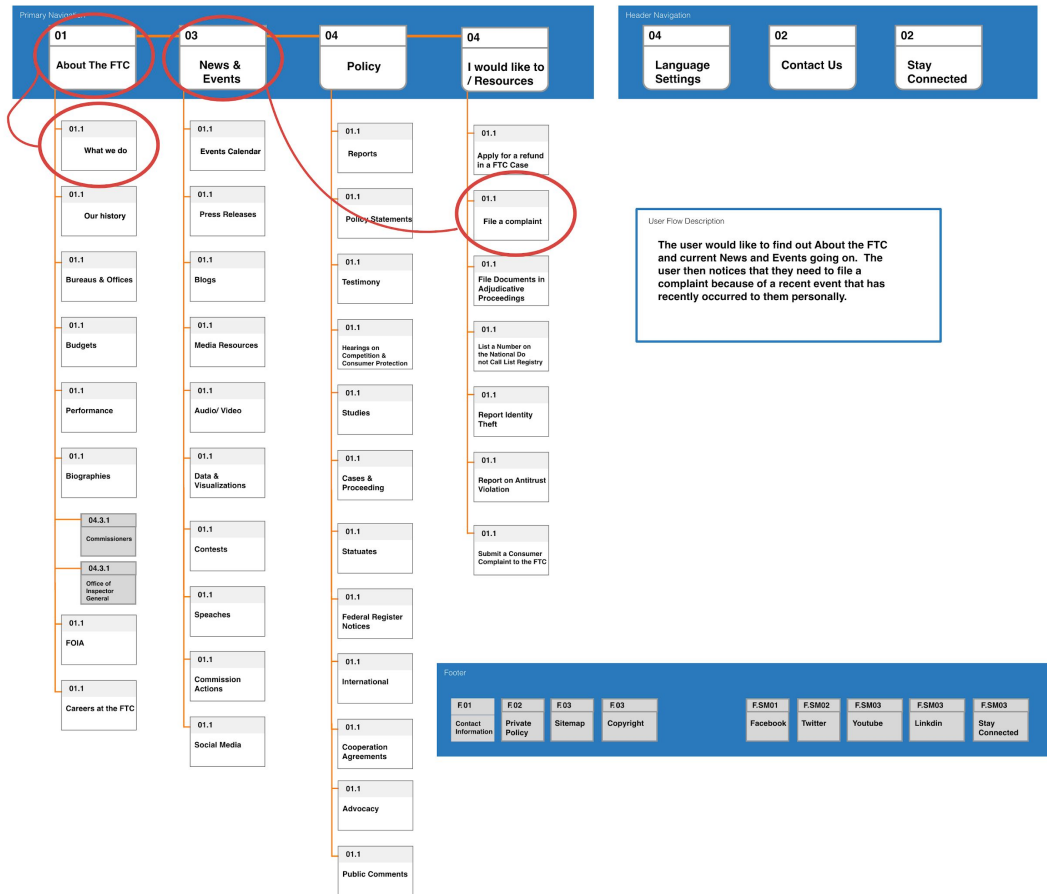 Primary Navigation
01
About The FTC
03
News &
Events
04
Policy
04
I would like to
/ Resources
01.1
What we do
01.1
Our history
01.1
Bureaus & Offices
01.1
Budgets
01.1
Performance
01.1
Biographies
04.3.1
Commissioners
04.3.1
Office of
Inspector
General
01.1
FOIA
01.1
Careers at the FTC
01.1
Events Calendar
01.1
Press Releases
01.1
Blogs
01.1
Media Resources
01.1
Audio/ Video
01.1
Data &
Visualizations
01.1
Contests
01.1
Speaches
01.1
Commission
Actions
01.1
Social Media
01.1
Reports
01.1
Policy Statements
01.1
Testimony
01.1
Hearings on
Competition &
Consumer Protection
01.1
Studies
01.1
Cases &
Proceeding
01.1
Statuates
01.1
Federal Register
Notices
01.1
International
01.1
Cooperation
Agreements
01.1
Advocacy
01.1
Public Comments
01.1
Apply for a refund
in a FTC Case
01.1
File a complaint
01.1
File Documents in
Adjudicative
Proceedings
01.1
List a Number on
the National Do
not Call List Registry
01.1
Report Identity
Theft
01.1
Report on Antitrust
Violation
01.1
Submit a Consumer
Complaint to the FTC
Header Navigation
04
Language
Settings
02
Contact Us
02
Stay
Connected
User Flow Description
The user would like to find out About the FTC
and current News and Events going on. The
user then notices that they need to file a
complaint because of a recent event that has
recently occurred to them personally.
Footer
F.01
Contact
Information
F.02
Private
Policy
F.03
Sitemap
F.03
Copyright
F.SM01
Facebook
F.SM02
Twitter
F.SM03
Youtube
F.SM03
Linkdin
F.SM03
Stay
Connected